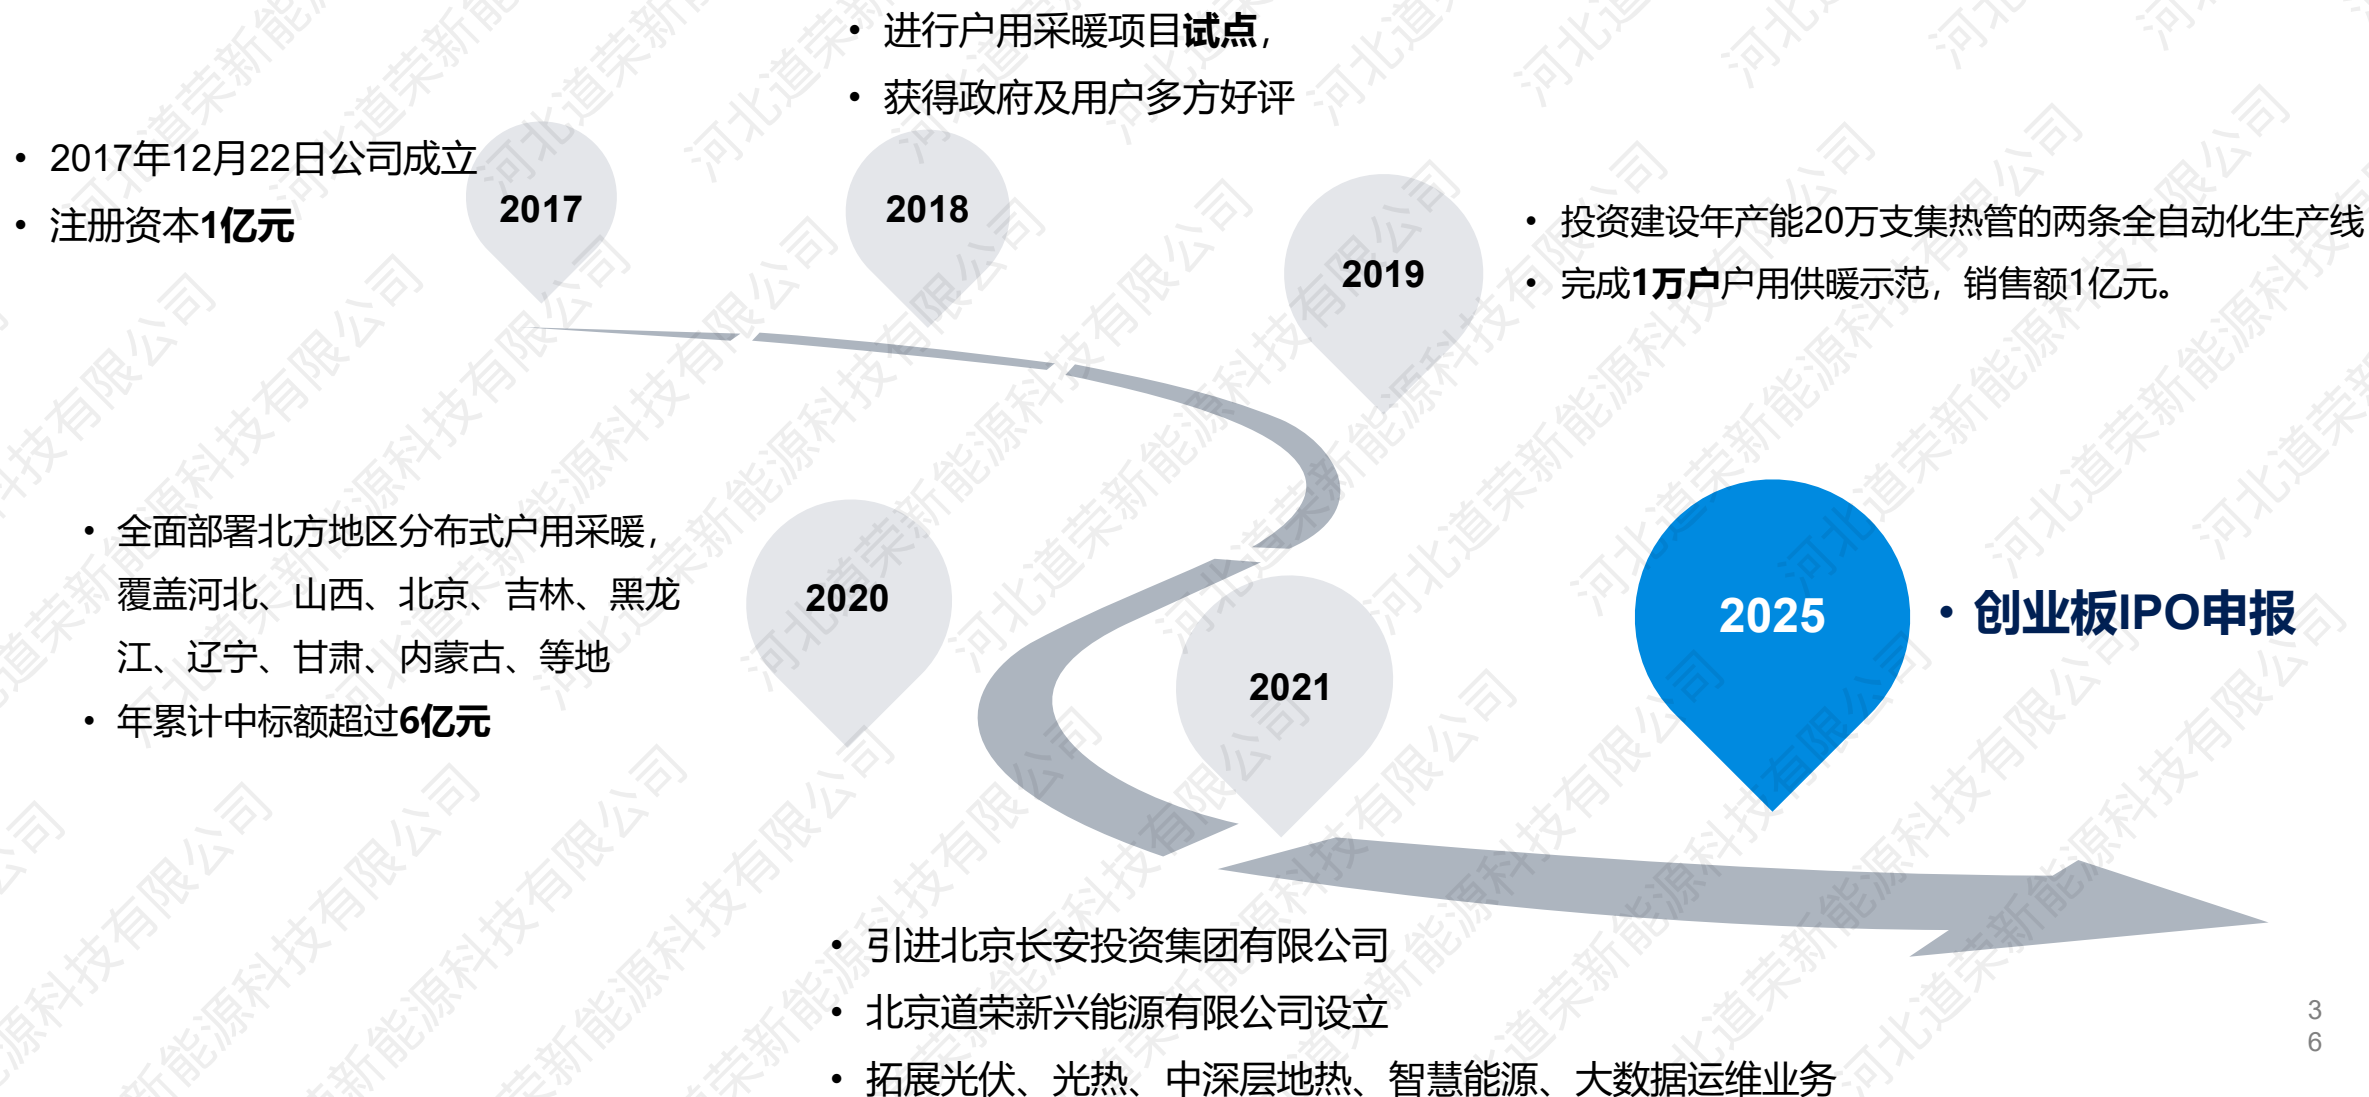 • 进行户用采暖项目试点，
• 获得政府及用户多方好评
• 2017年12月22日公司成立
• 注册资本1亿元
2017
2018
2019
• 投资建设年产能20万支集热管的两条全自动化生产线
• 完成1万户户用供暖示范，销售额1亿元。
• 全面部署北方地区分布式户用采暖，
覆盖河北、山西、北京、吉林、黑龙
江、辽宁、甘肃、内蒙古、等地
• 年累计中标额超过6亿元
2020
2021
2025
• 创业板IPO申报
• 引进北京长安投资集团有限公司
• 北京道荣新兴能源有限公司设立
• 拓展光伏、光热、中深层地热、智慧能源、大数据运维业务
3
6
河北道荣新能源科技有限公司